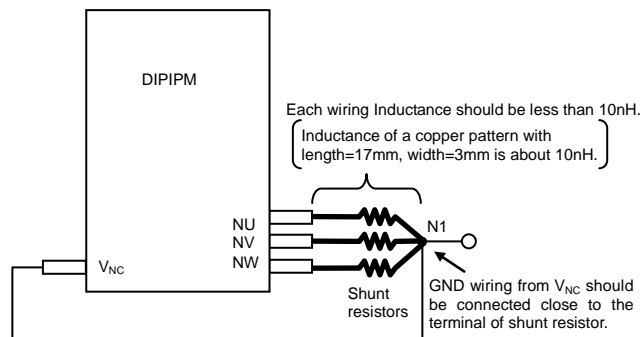 DIPIPM
Each wiring Inductance should be less than 10nH.
Inductance of a copper pattern with
length=17mm, width=3mm is about 10nH.
NU
NV
NW
N1
VNC
Shunt
resistors
GND wiring from VNC should
be connected close to the
terminal of shunt resistor.